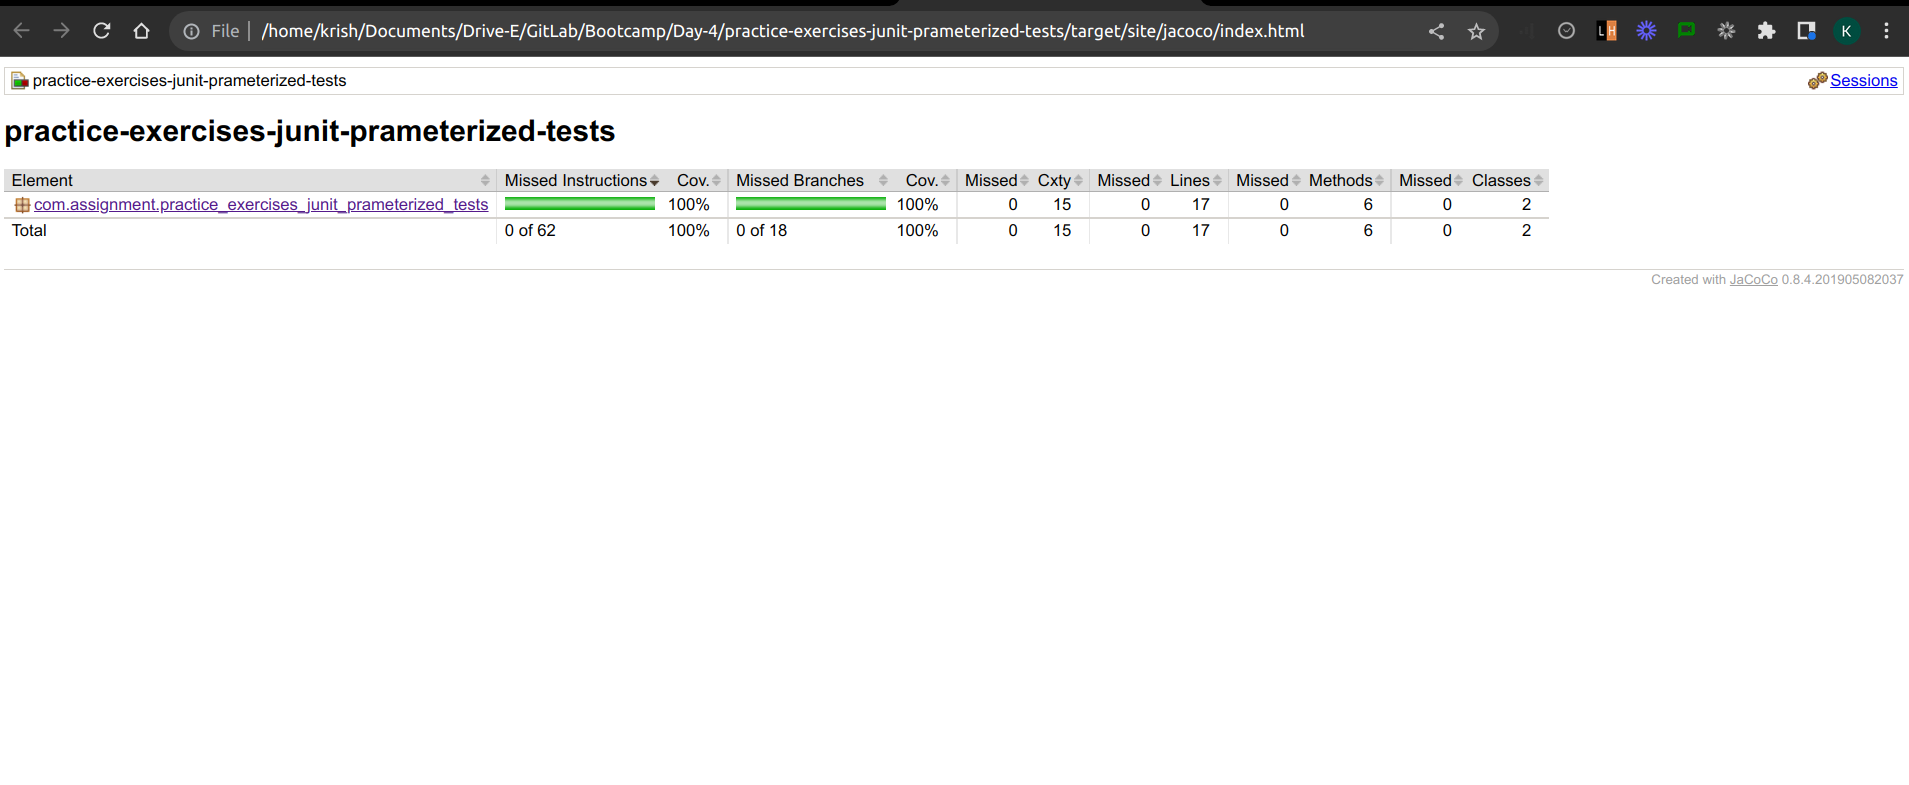 File | /home/krish/Documents/Drive-E/GitLab/Bootcamp/Day-4/practice-exercises-junit-prameterized-tests/target/site/jacoco/index.html LH K
practice-exercises-junit-prameterized-tests Sessions
practice-exercises-junit-prameterized-tests
Element Missed Instructions Cov. Missed Branches Cov. Missed Cxty Missed Lines Missed Methods Missed Classes
com.assignment.practice_exercises_junit_prameterized_tests 100% 100% 0 15 0 17 0 6 0 2
Total 0 of 62 100% 0 of 18 100% 0 15 0 17 0 6 0 2
Created with JaCoCo 0.8.4.201905082037